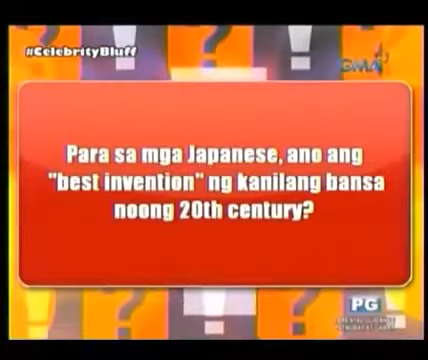 #CelebrityBluff
GMA
Para sa mga Japanese, ano ang
"best invention" ng kanilang bansa
noong 20th century?
PG